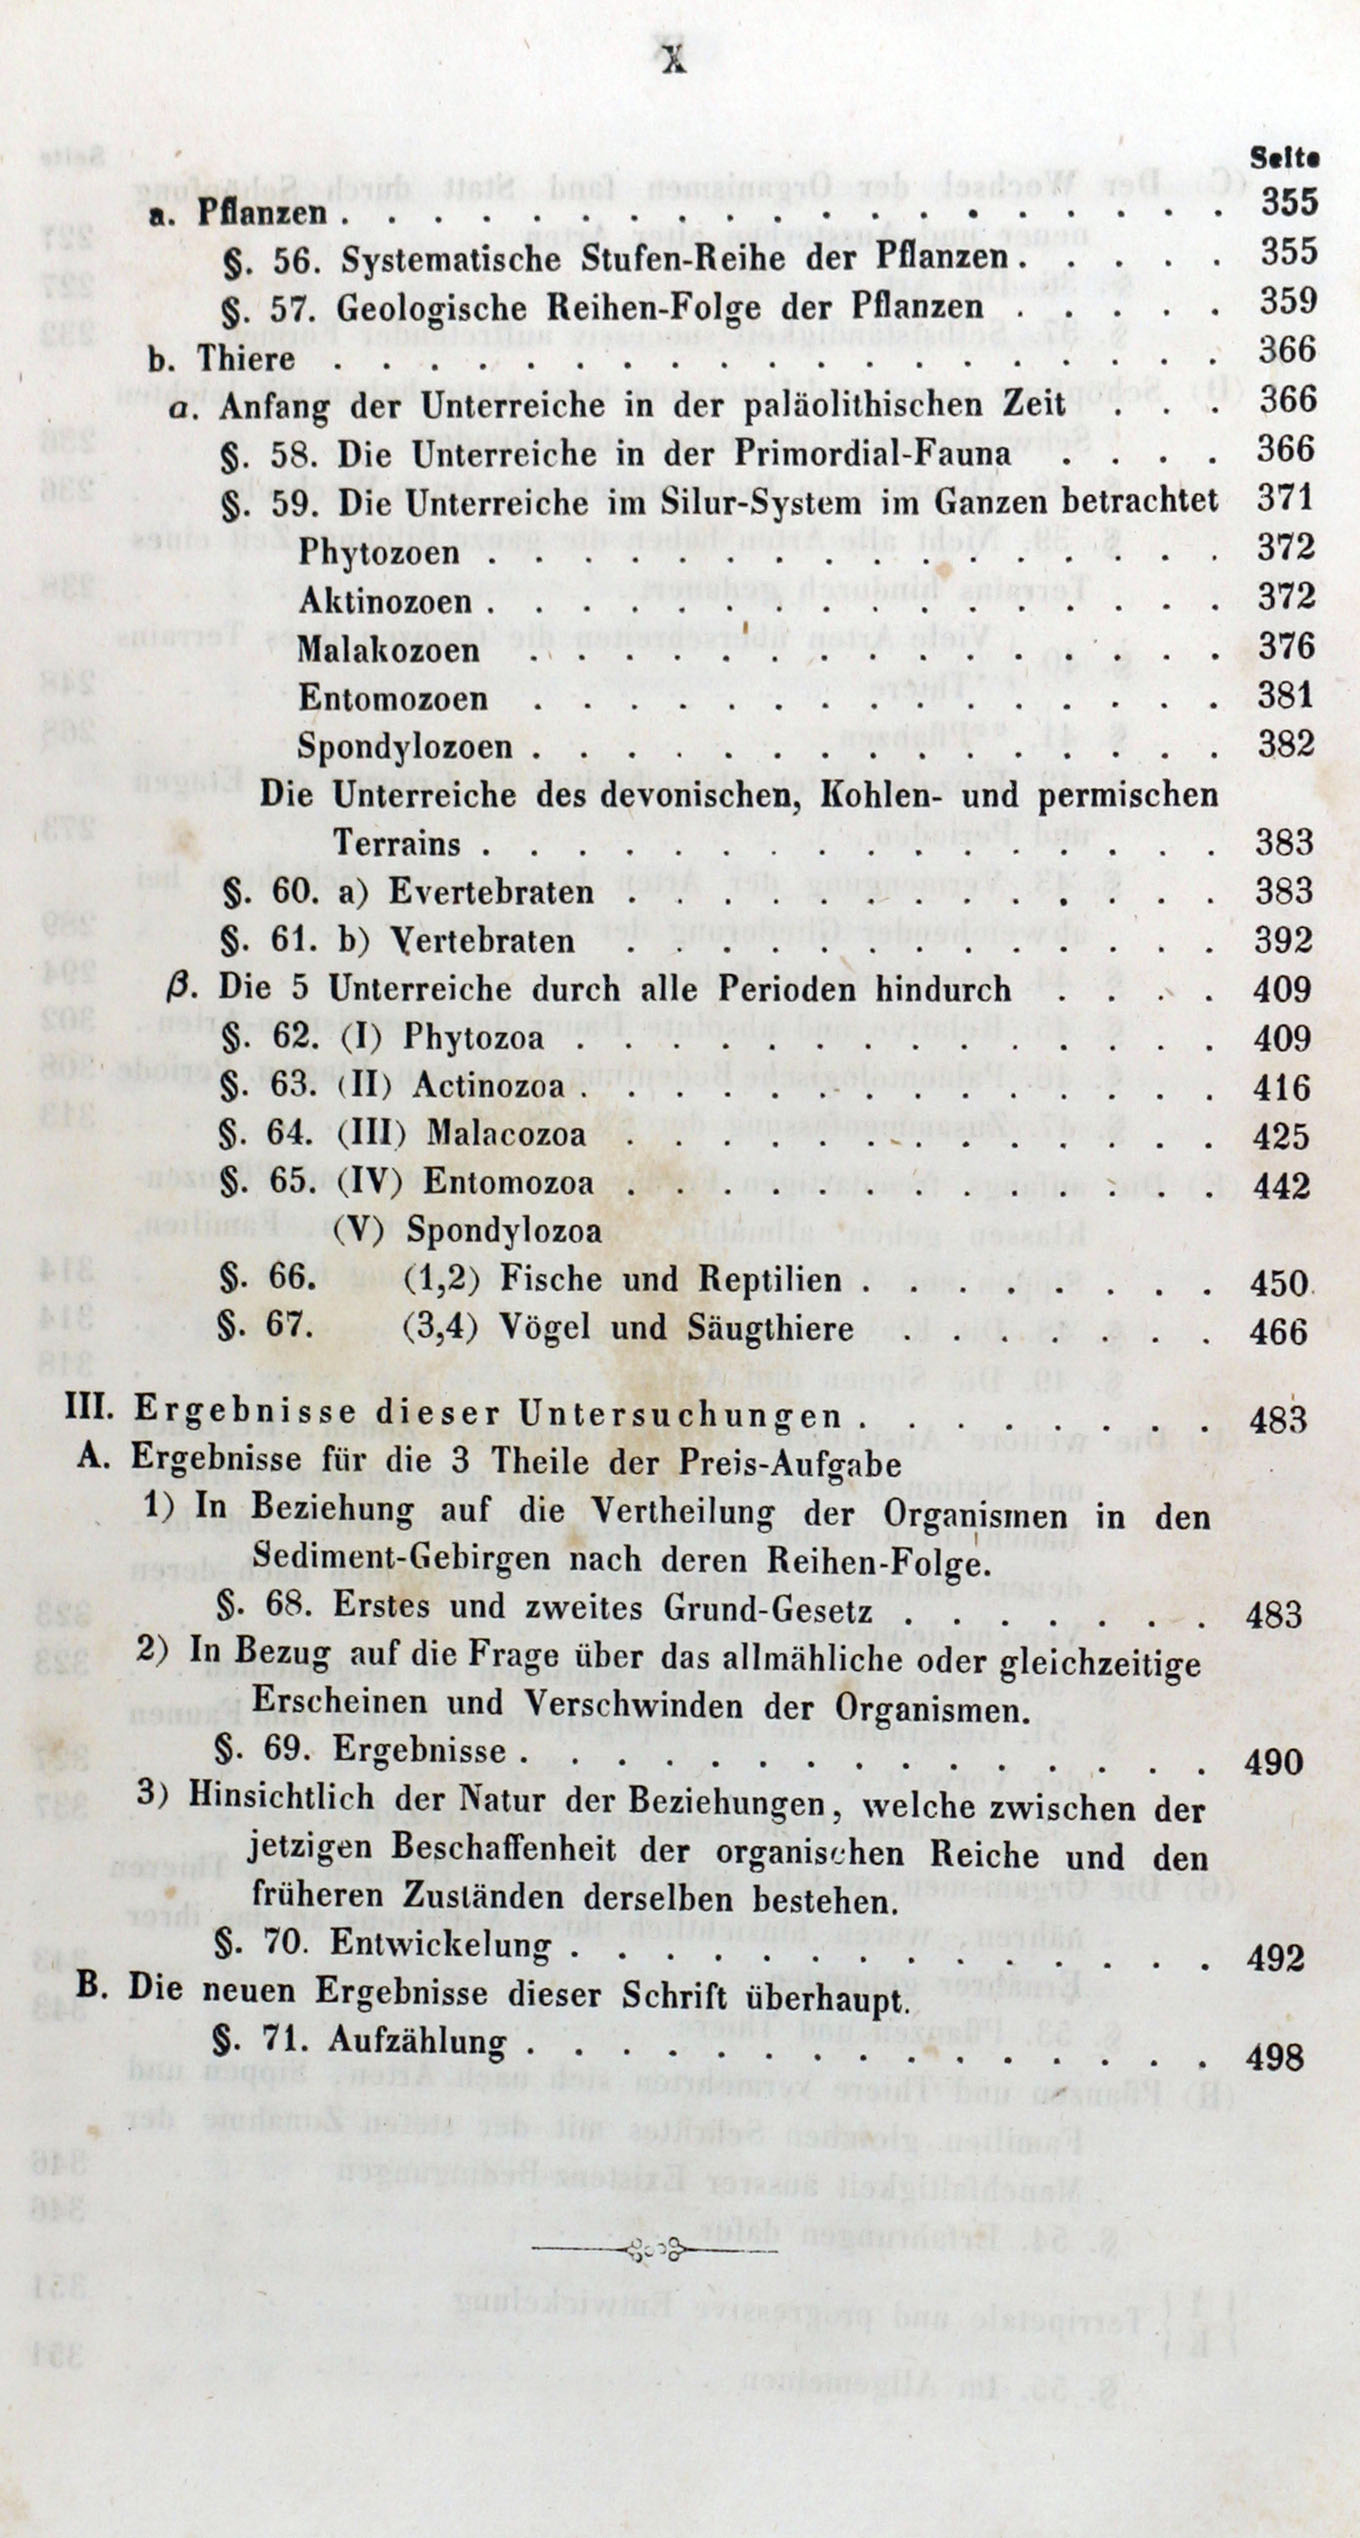 X
Seite
a. Pflanzen . . . . . . . . . . . . . . . . . . . 355
§. 56. Systematische Stufen-Reihe der Pflanzen . . . . . 355
§. 57. Geologische Reihen-Folge der Pflanzen . . . . . 359
b. Thiere . . . . . . . . . . . . . . . . . . . 366
α. Anfang der Unterreiche in der paläolithischen Zeit . . . 366
§. 58. Die Unterreiche in der Primordial-Fauna . . . . 366
§. 59. Die Unterreiche im Silur-System im Ganzen betrachtet 371
Phytozoen . . . . . . . . . . . . . . . . 372
Aktinozoen . . . . . . . . . . . . . . . . 372
Malakozoen . . . . . . . . . . . . . . . 376
Entomozoen . . . . . . . . . . . . . . . 381
Spondylozoen . . . . . . . . . . . . . . . 382
Die Unterreiche des devonischen, Kohlen- und permischen
Terrains . . . . . . . . . . . . . . . . 383
§. 60. a) Evertebraten . . . . . . . . . . . . . 383
§. 61. b) Vertebraten . . . . . . . . . . . . . 392
β. Die 5 Unterreiche durch alle Perioden hindurch . . . . 409
§. 62. (I) Phytozoa . . . . . . . . . . . . . . 409
§. 63. (II) Actinozoa . . . . . . . . . . . . . . 416
§. 64. (III) Malacozoa . . . . . . . . . . . . . 425
§. 65. (IV) Entomozoa . . . . . . . . . . . . . 442
(V) Spondylozoa
§. 66. (1,2) Fische und Reptilien . . . . . . . . 450
§. 67. (3,4) Vögel und Säugthiere . . . . . . . 466
III. Ergebnisse dieser Untersuchungen . . . . . . . . 483
A. Ergebnisse für die 3 Theile der Preis-Aufgabe
1) In Beziehung auf die Vertheilung der Organismen in den
Sediment-Gebirgen nach deren Reihen-Folge.
§. 68. Erstes und zweites Grund-Gesetz . . . . . . . 483
2) In Bezug auf die Frage über das allmähliche oder gleichzeitige
Erscheinen und Verschwinden der Organismen.
§. 69. Ergebnisse . . . . . . . . . . . . . . . 490
3) Hinsichtlich der Natur der Beziehungen, welche zwischen der
jetzigen Beschaffenheit der organischen Reiche und den
früheren Zuständen derselben bestehen.
§. 70. Entwickelung . . . . . . . . . . . . . . 492
B. Die neuen Ergebnisse dieser Schrift überhaupt.
§. 71. Aufzählung . . . . . . . . . . . . . . . 498